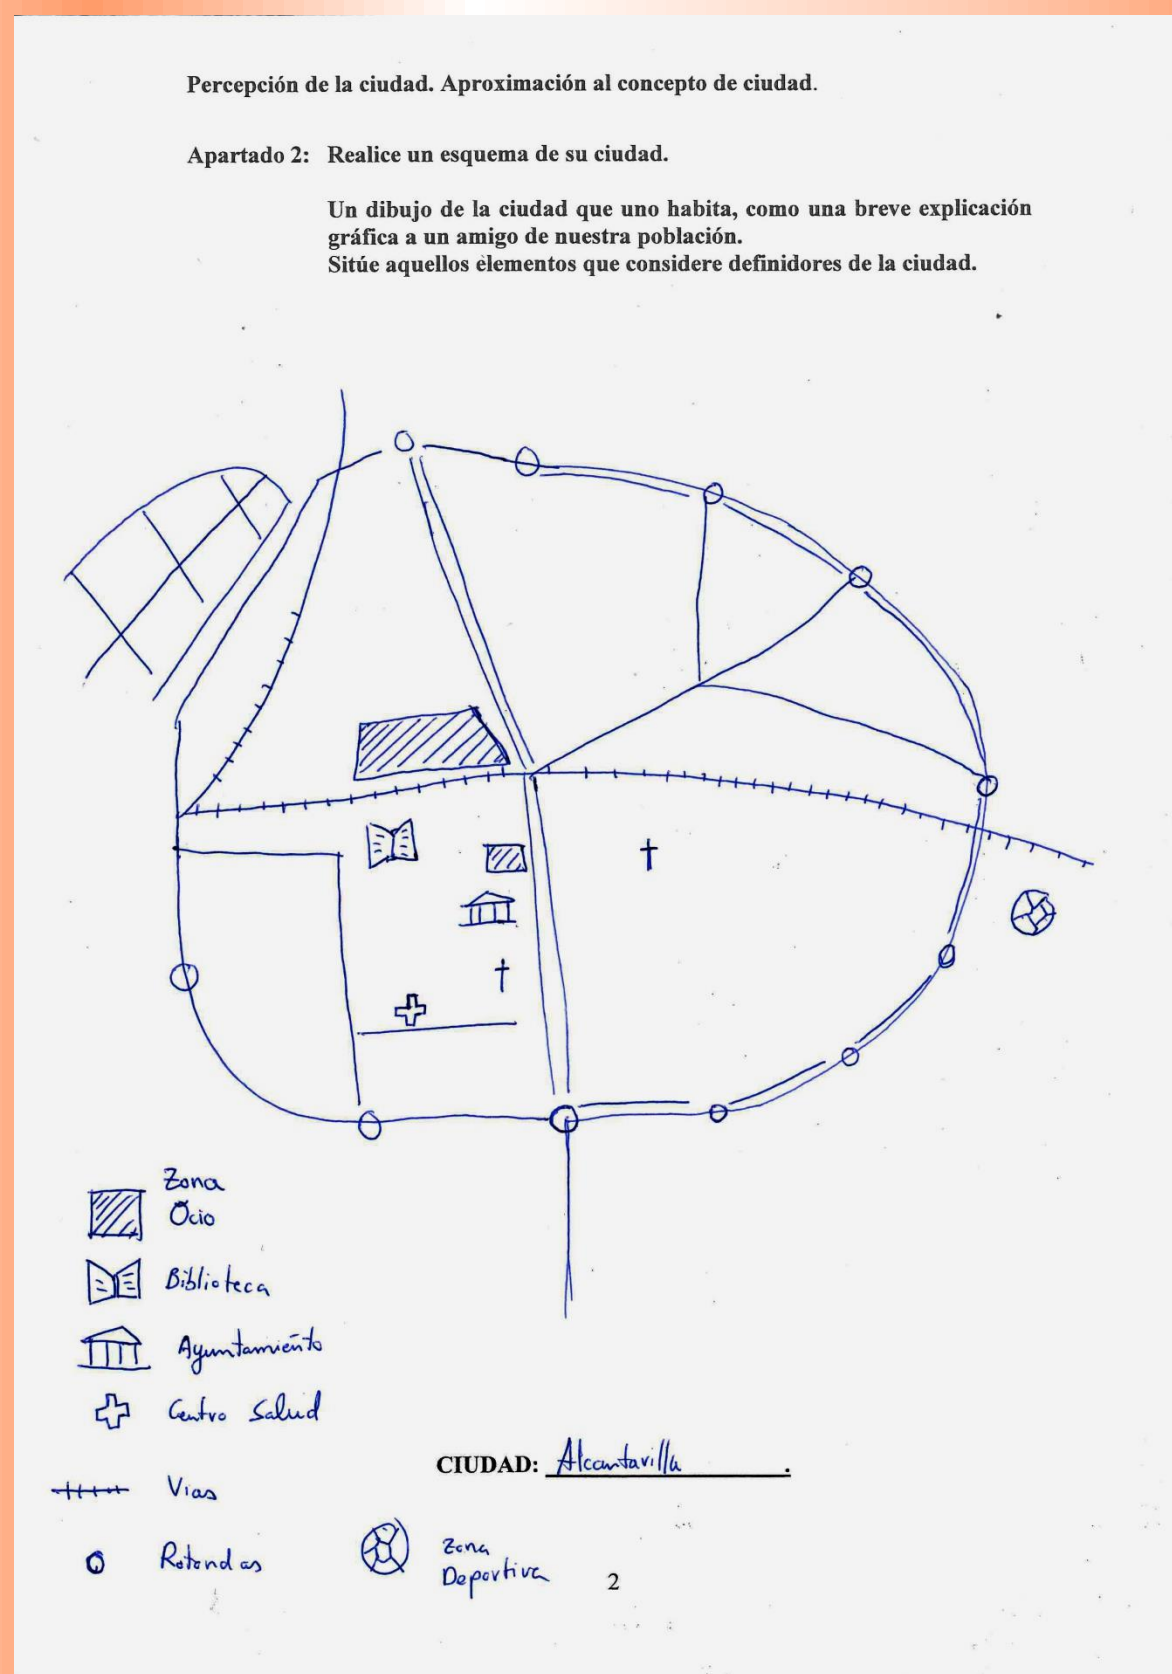 Percepción de la ciudad. Aproximación al concepto de ciudad.
Apartado 2: Realice un esquema de su ciudad.
Un dibujo de la ciudad que uno habita, como una breve explicación
gráfica a un amigo de nuestra población.
Sitúe aquellos elementos que considere definidores de la ciudad.
Zona
Ocio
Biblioteca
Ayuntamiento
Centro Salud
CIUDAD: Alcantarilla.
Vias
Rotondas
Zona
Deportiva
2